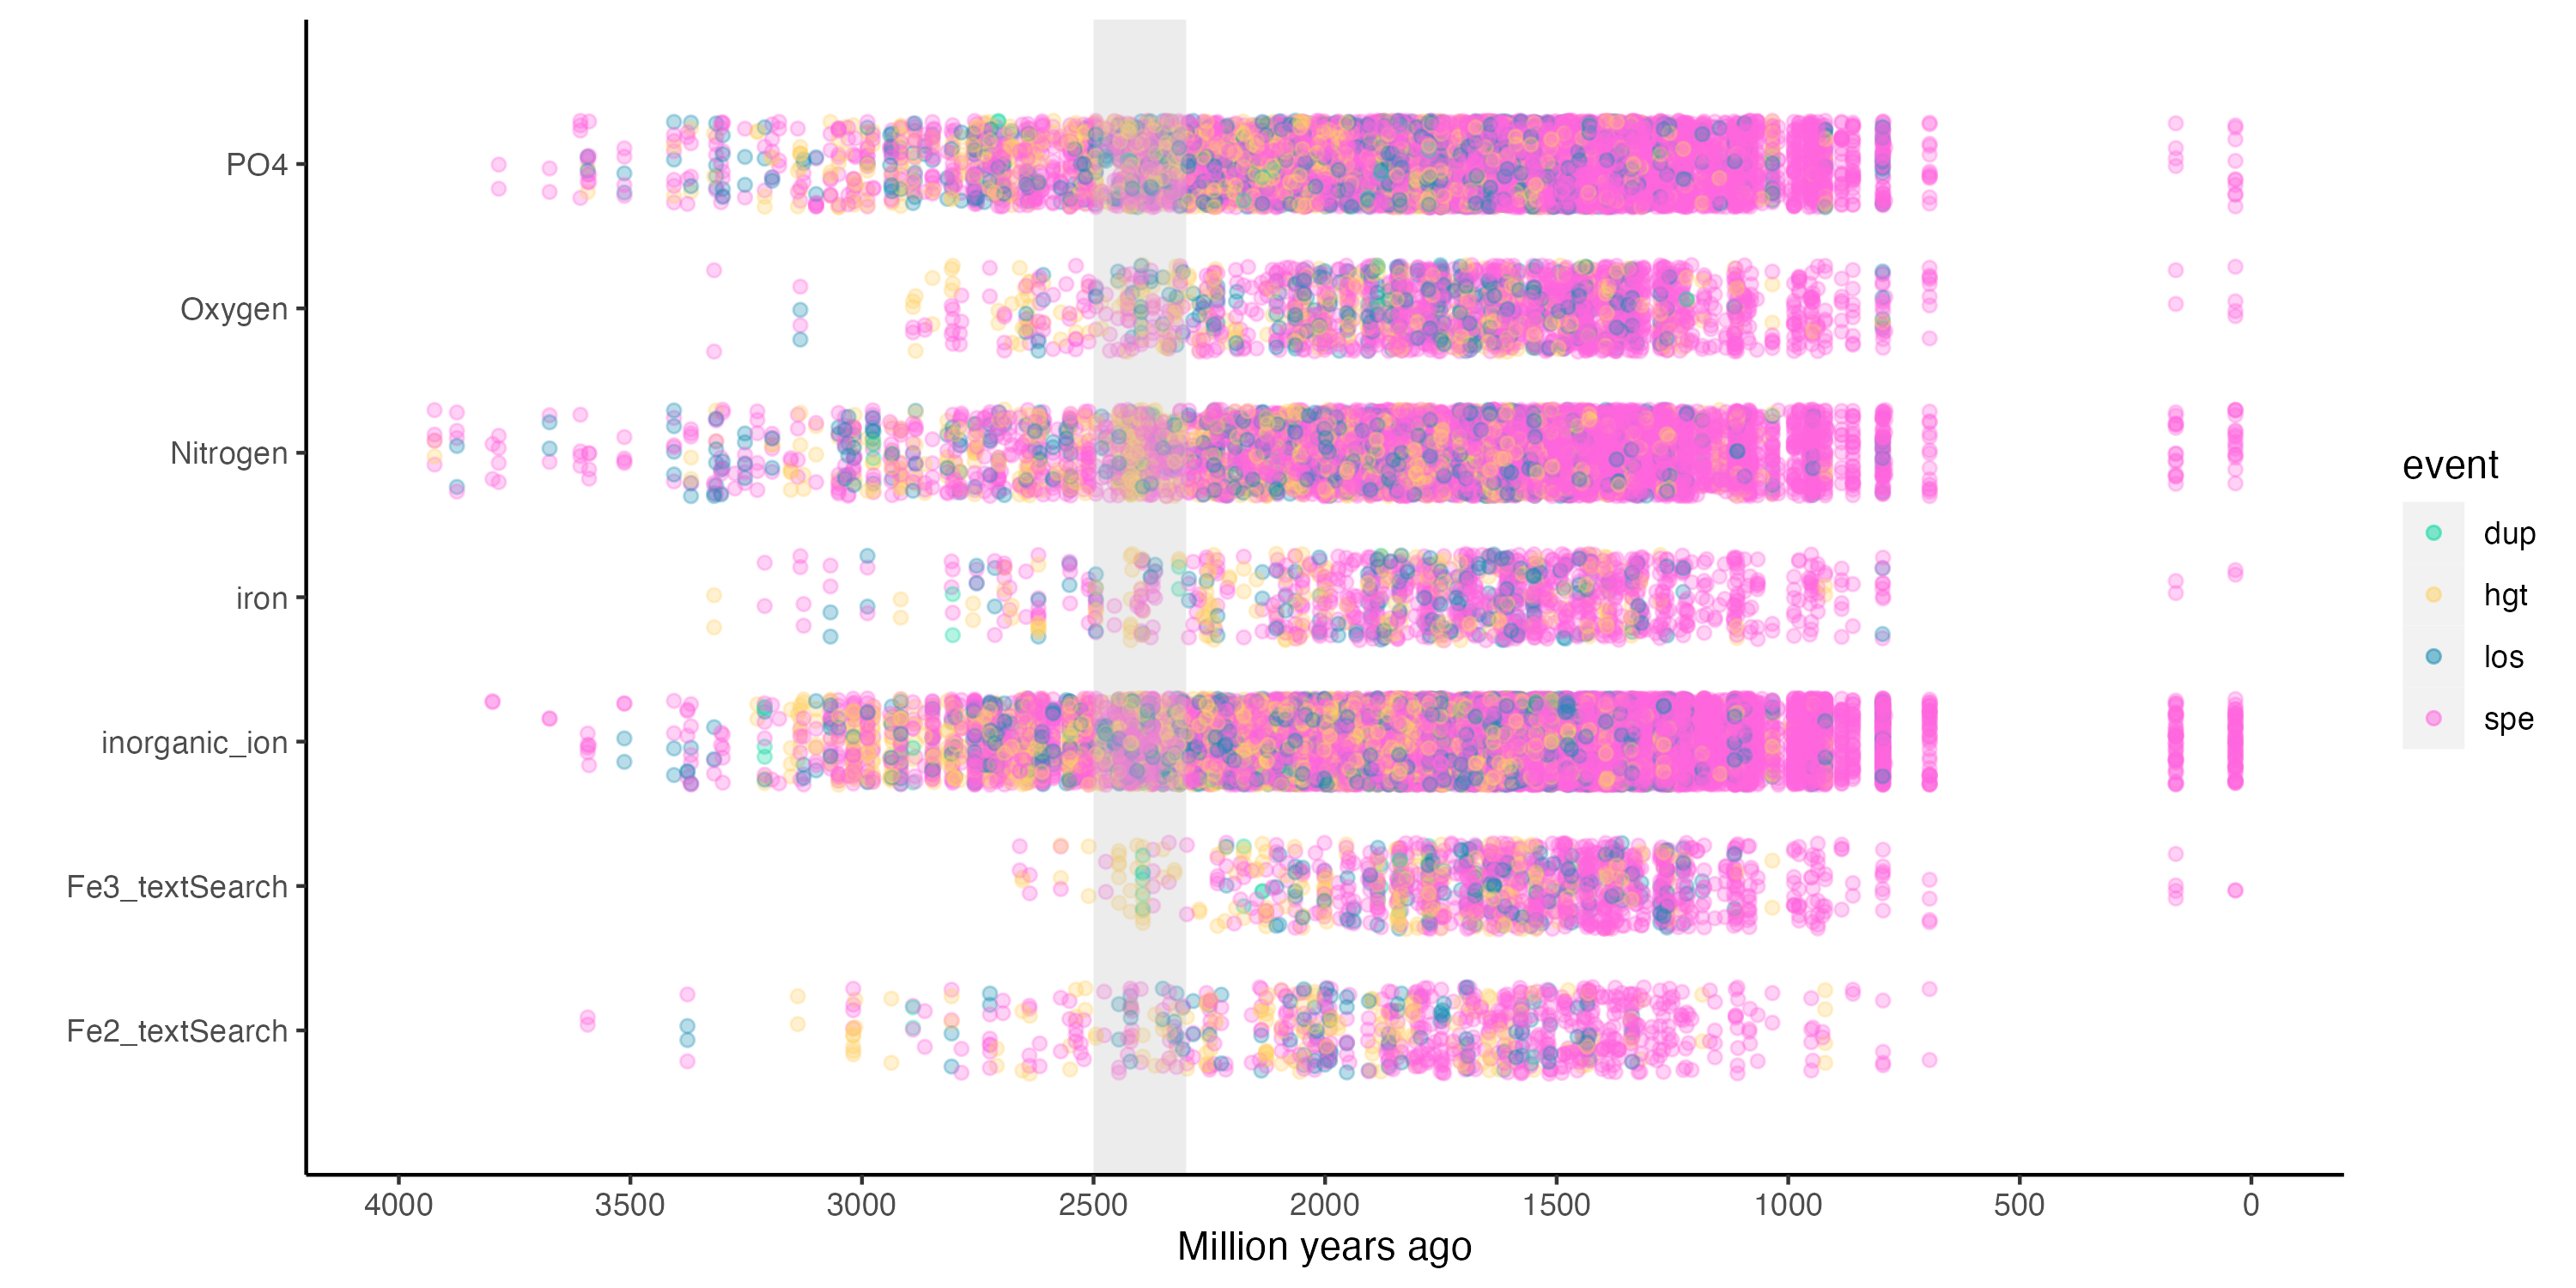 PO4
Oxygen
Nitrogen
iron
inorganic_ion
Fe3_textSearch
Fe2_textSearch
4000 3500 3000 2500 2000 1500 1000 500 0
Million years ago
event
dup
hgt
los
spe